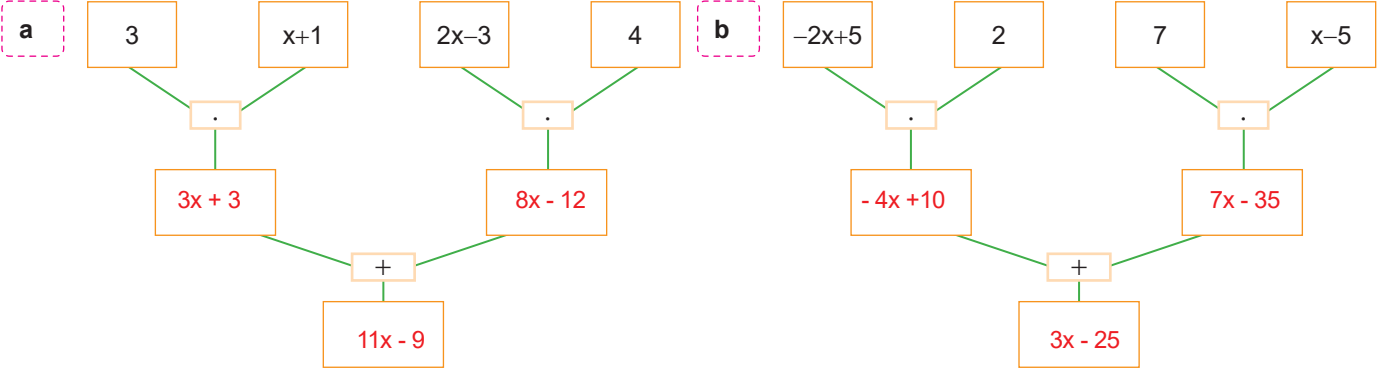 a 3 x+1 2x−3 4 b −2x+5 2 7 x−5
. . . .
3x + 3 8x - 12 - 4x +10 7x - 35
+ +
11x - 9 3x - 25